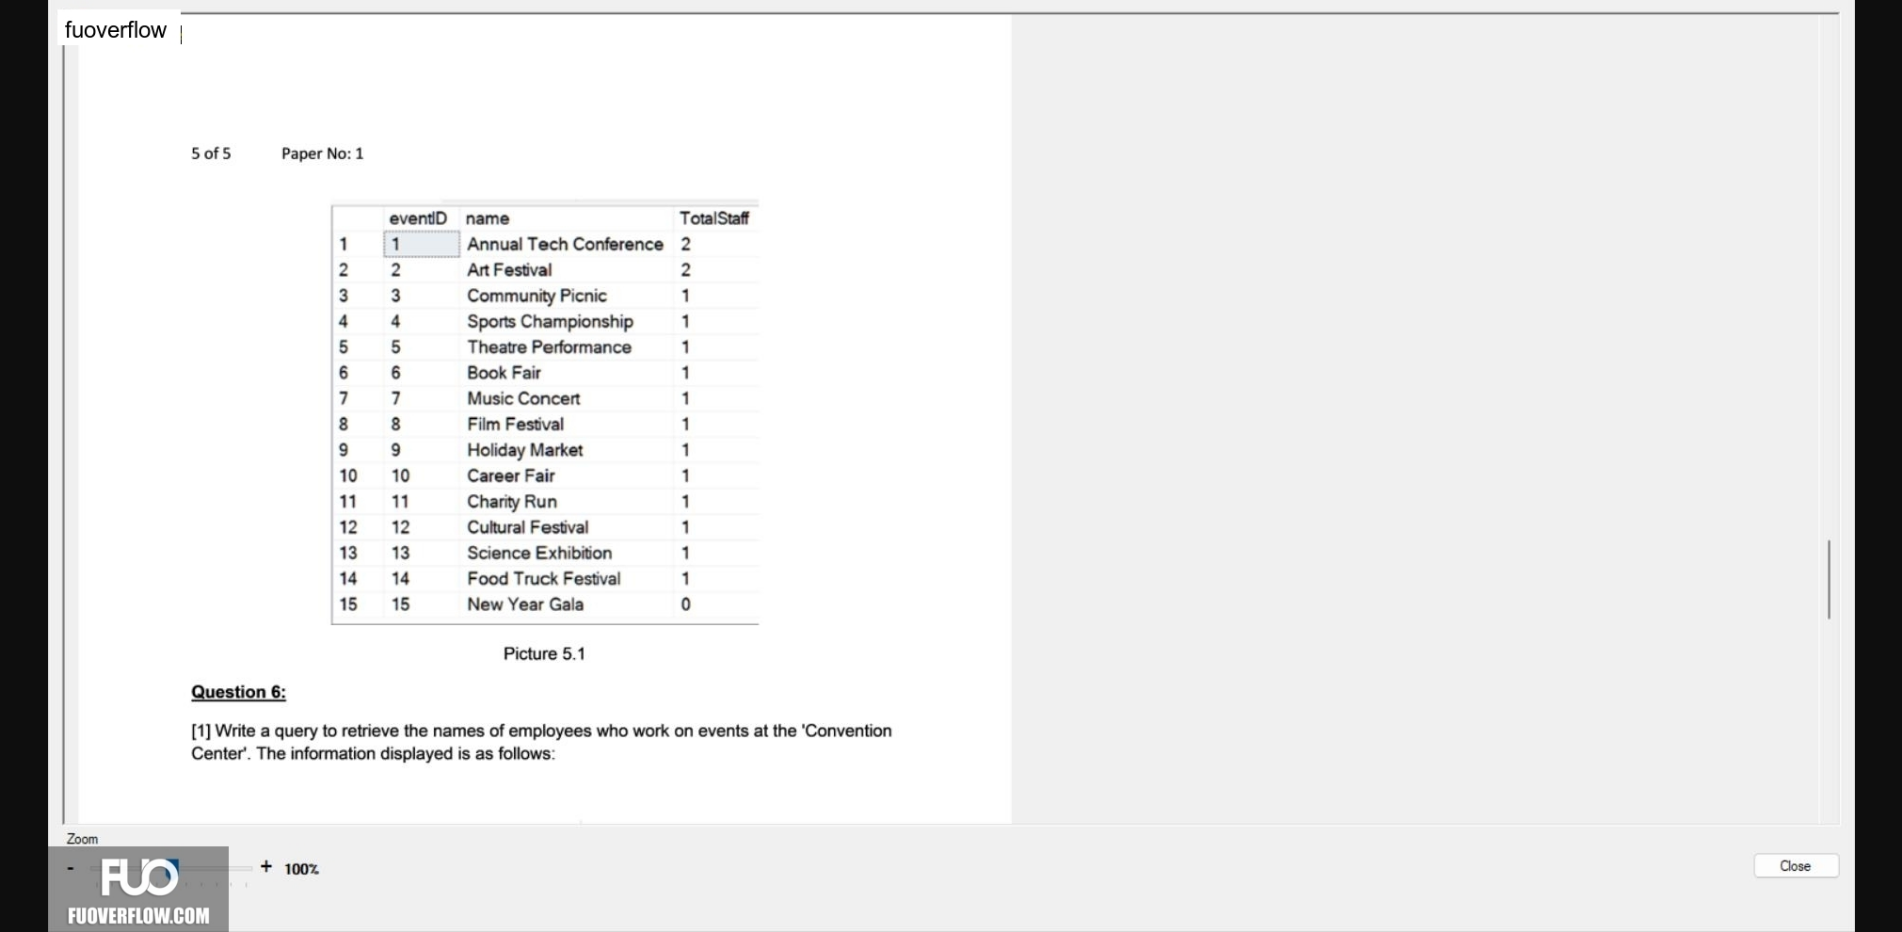 fuoverflow
5 of 5 Paper No: 1
eventID name TotalStaff
1 1 Annual Tech Conference 2
2 2 Art Festival 2
3 3 Community Picnic 1
4 4 Sports Championship 1
5 5 Theatre Performance 1
6 6 Book Fair 1
7 7 Music Concert 1
8 8 Film Festival 1
9 9 Holiday Market 1
10 10 Career Fair 1
11 11 Charity Run 1
12 12 Cultural Festival 1
13 13 Science Exhibition 1
14 14 Food Truck Festival 1
15 15 New Year Gala 0
Picture 5.1
Question 6:
[1] Write a query to retrieve the names of employees who work on events at the 'Convention
Center'. The information displayed is as follows:
Zoom
- + 100%
Close
FUO
FUOVERFLOW.COM